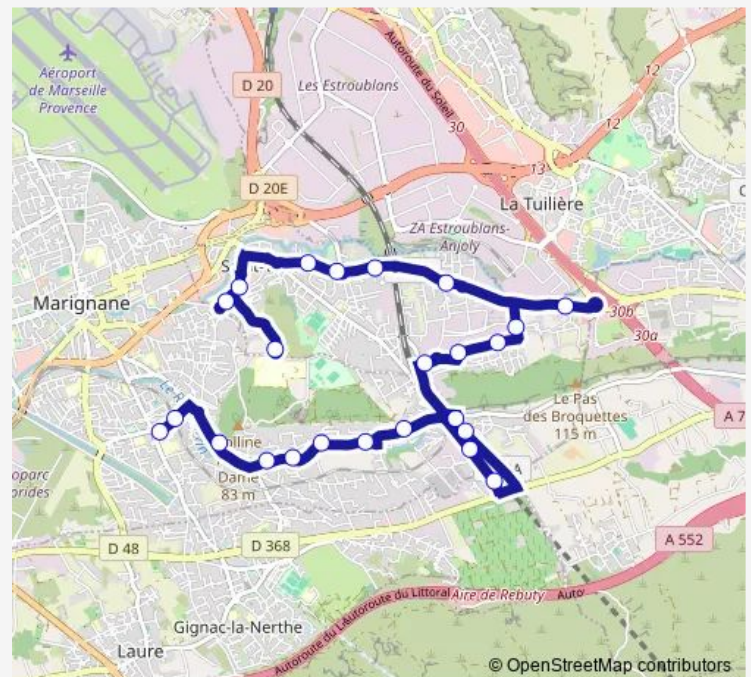 Aéroport
de Marseille
Provence
D 20
Les Estroublans
Autoroute du Soleil
30
12
12
13
D 20E
La Tuilière
ZA Estroublans-
Anjoly
Marignane
30b
30a
Le Pas
des Broquettes
115 m
A 7
colline
Dame
83 m
D 48
D 368
A 552
Aire de Rebuty
Autoroute du Littoral
Gignac-la-Nerthe
Laure
© OpenStreetMap contributors